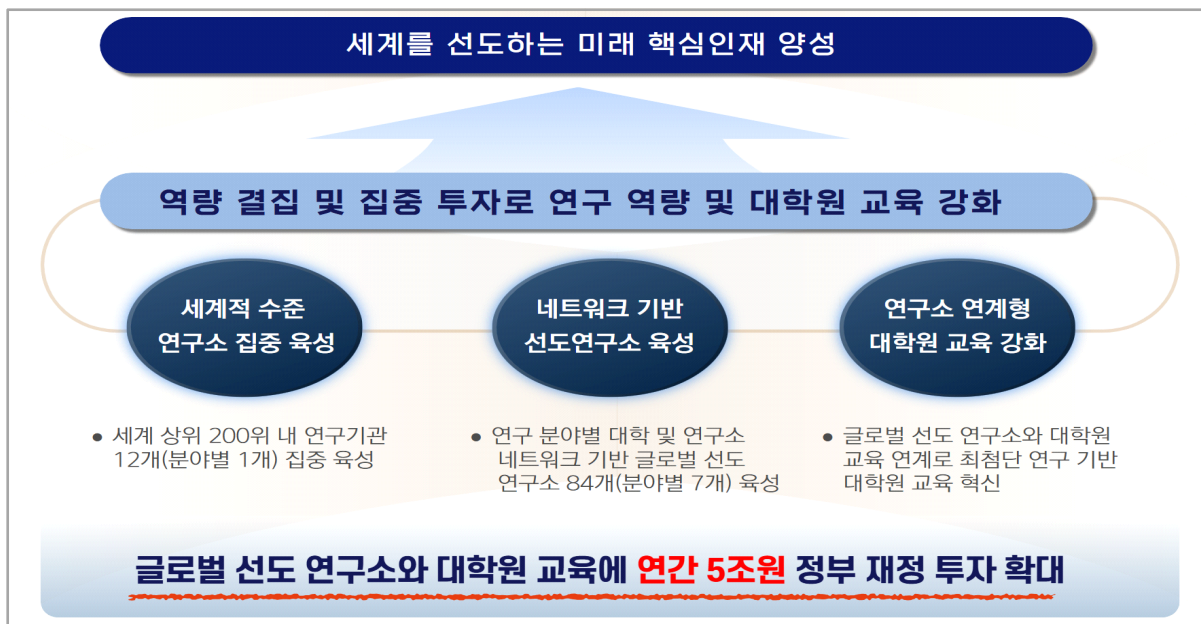 세계를 선도하는 미래 핵심인재 양성
역량 결집 및 집중 투자로 연구 역량 및 대학원 교육 강화
세계적 수준
연구소 집중 육성
네트워크 기반
선도연구소 육성
연구소 연계형
대학원 교육 강화
● 세계 상위 200위 내 연구기관
12개(분야별 1개) 집중 육성
● 연구 분야별 대학 및 연구소
네트워크 기반 글로벌 선도
연구소 84개(분야별 7개) 육성
● 글로벌 선도 연구소와 대학원
교육 연계로 최첨단 연구 기반
대학원 교육 혁신
글로벌 선도 연구소와 대학원 교육에 연간 5조원 정부 재정 투자 확대